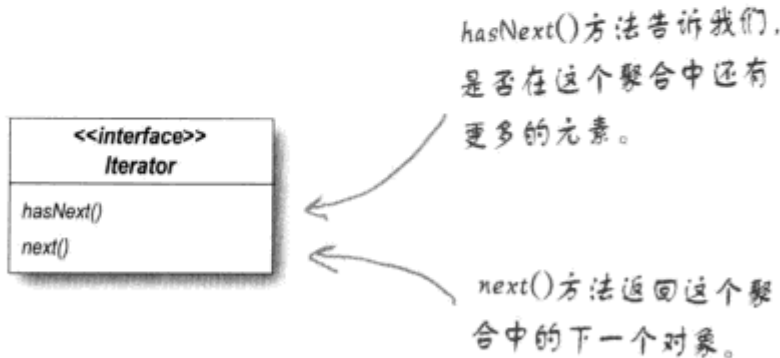 hasNext()方法告诉我们，
是否在这个聚合中还有
更多的元素。
<<interface>>
Iterator
hasNext()
next()
next()方法返回这个聚
合中的下一个对象。